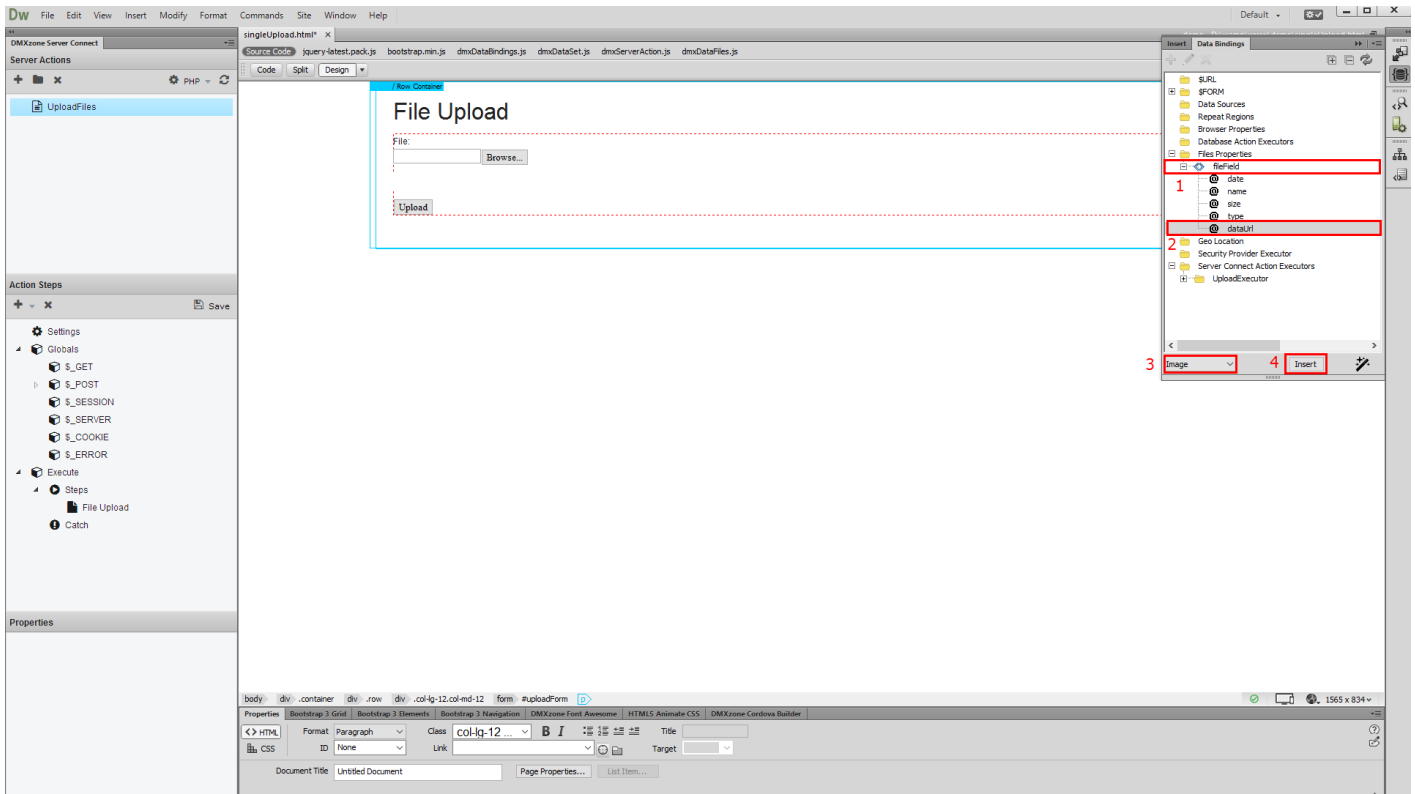 Dw File Edit View Insert Modify Format Commands Site Window Help
Default
DMXzone Server Connect
Server Actions
PHP
UploadFiles
Action Steps
Save
Settings
Globals
$_GET
$_POST
$_SESSION
$_SERVER
$_COOKIE
$_ERROR
Execute
Steps
File Upload
Catch
Properties
singleUpload.html* ×
Source Code jquery-latest.pack.js bootstrap.min.js dmxDataBindings.js dmxDataSet.js dmxServerAction.js dmxDataFiles.js
Code Split Design
/ Row Container
File Upload
File:
Browse...
Upload
Insert Data Bindings
$URL
$FORM
Data Sources
Repeat Regions
Browser Properties
Database Action Executors
Files Properties
fileField
1
@ date
@ name
@ size
@ type
@ dataUrl
2
Geo Location
Security Provider Executor
Server Connect Action Executors
UploadExecutor
3 Image 4 Insert
body div .container div .row div .col-lg-12.col-md-12 form #uploadForm p
1565 x 834
Properties Bootstrap 3 Grid Bootstrap 3 Elements Bootstrap 3 Navigation DMXzone Font Awesome HTML5 Animate CSS DMXzone Cordova Builder
<> HTML Format Paragraph Class col-lg-12 ... B I Title
CSS ID None Link Target
Document Title Untitled Document Page Properties... List Item...